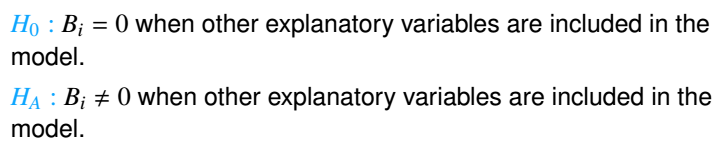 H₀ : Bᵢ = 0 when other explanatory variables are included in the
model.
H_A : Bᵢ ≠ 0 when other explanatory variables are included in the
model.